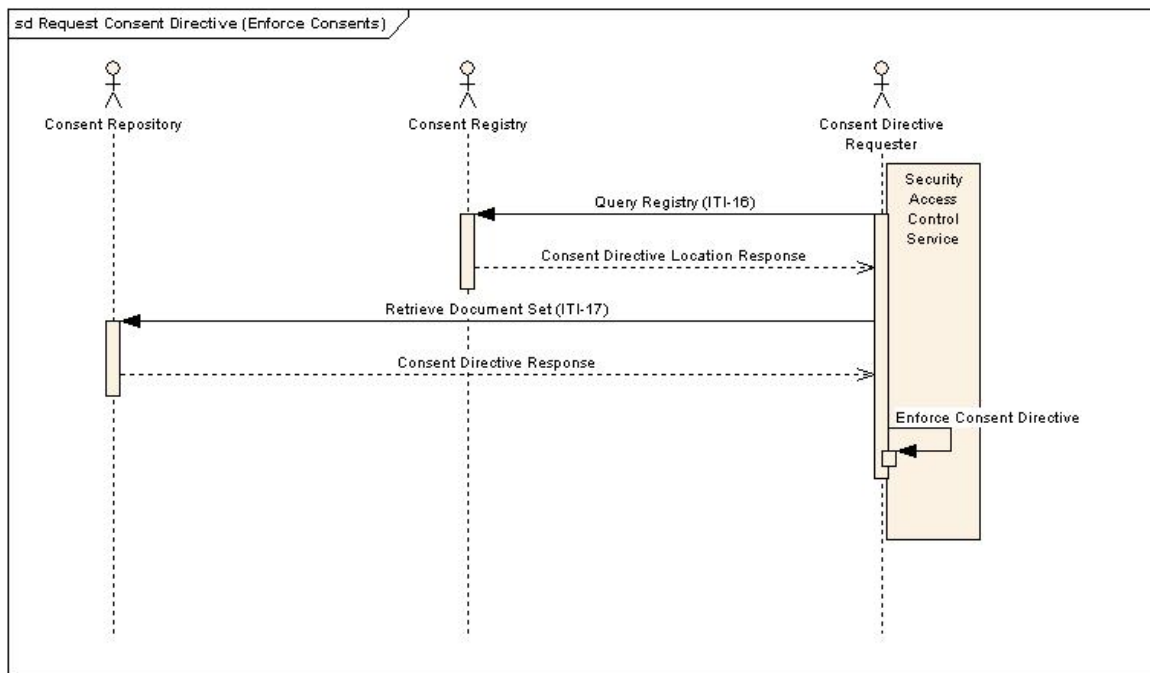 sd Request Consent Directive (Enforce Consents)
Consent Repository
Consent Registry
Consent Directive
Requester
Security
Access
Control
Service
Query Registry (ITI-16)
Consent Directive Location Response
Retrieve Document Set (ITI-17)
Consent Directive Response
Enforce Consent Directive